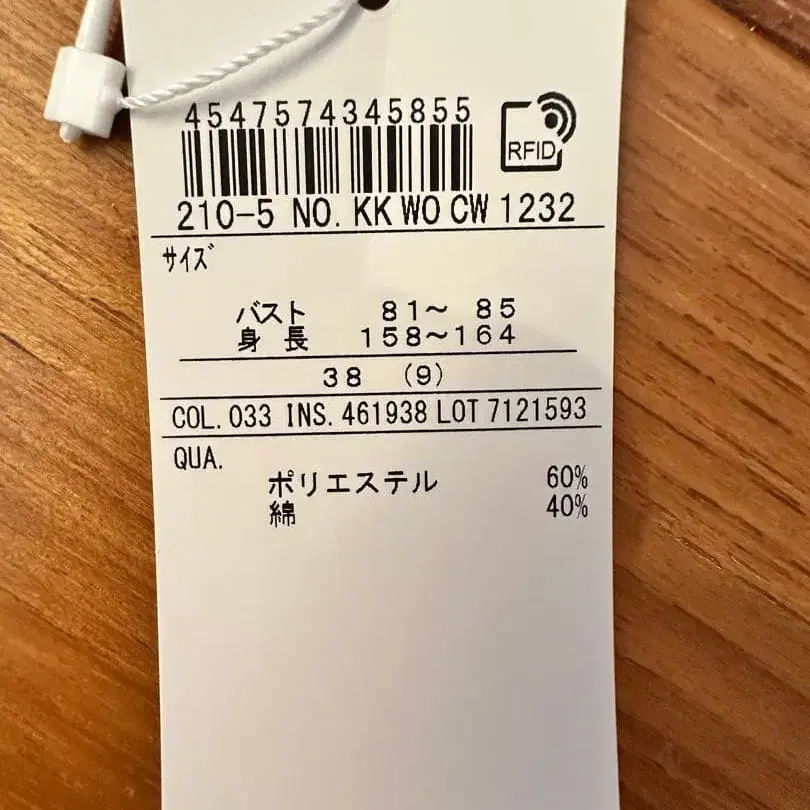 4547574345855
RFID
210-5 NO. KK WO CW 1232
サイズ
バスト 81～ 85
身 長 158～164
38 (9)
COL. 033 INS. 461938 LOT 7121593
QUA.
ポリエステル 60%
綿 40%